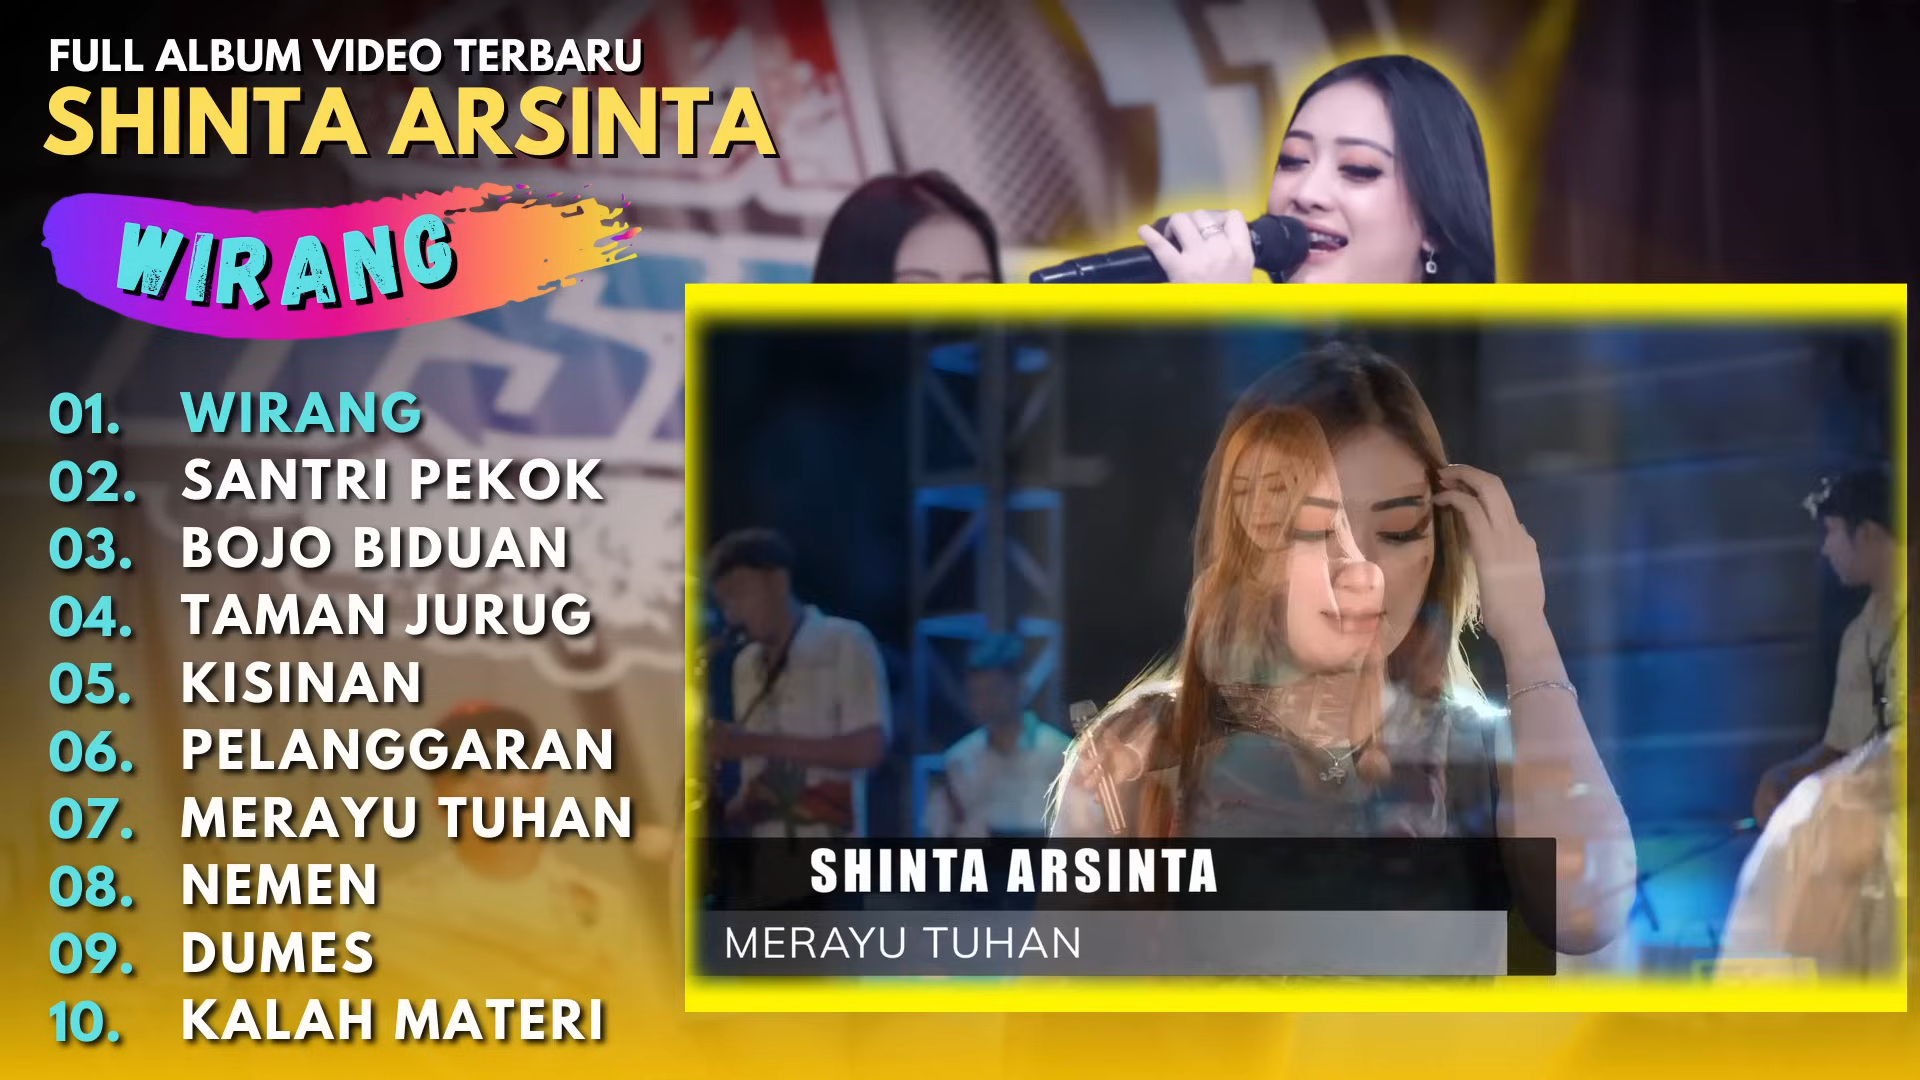 FULL ALBUM VIDEO TERBARU
SHINTA ARSINTA
WIRANG
01. WIRANG
02. SANTRI PEKOK
03. BOJO BIDUAN
04. TAMAN JURUG
05. KISINAN
06. PELANGGARAN
07. MERAYU TUHAN
08. NEMEN
09. DUMES
10. KALAH MATERI
SHINTA ARSINTA
MERAYU TUHAN